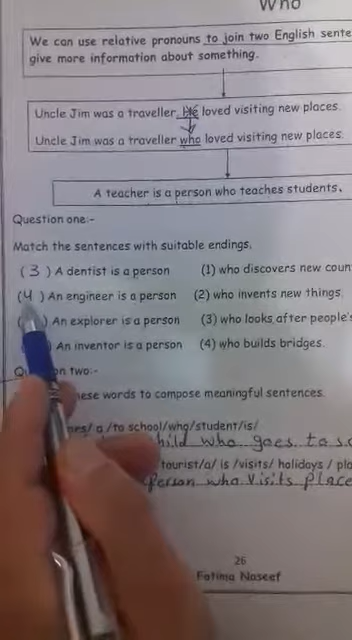 Who
We can use relative pronouns to join two English
give more information about something.
Uncle Jim was a traveller. He loved visiting new places.
Uncle Jim was a traveller who loved visiting new places.
A teacher is a person who teaches students.
Question one:-
Match the sentences with suitable endings.
(3) A dentist is a person (1) who discovers new
(4) An engineer is a person (2) who invents new things.
An explorer is a person (3) who looks after people's
An inventor is a person (4) who builds bridges.
two:-
these words to compose meaningful sentences.
/ a /to school/who/student/is/
child who goes to
tourist/a/ is /visits/ holidays /
person who visits place
26
Fatima Naseef